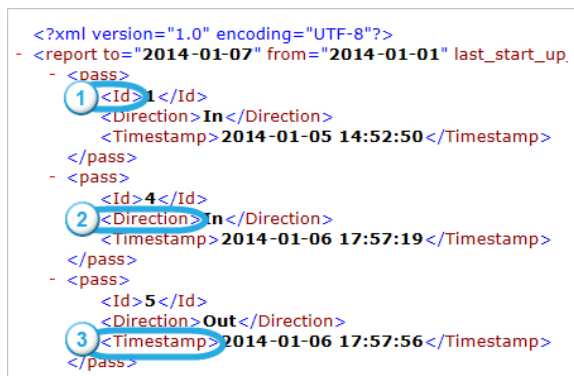 <?xml version="1.0" encoding="UTF-8"?>
- <report to="2014-01-07" from="2014-01-01" last_start_up_
- <pass>
1 <Id>1</Id>
<Direction>In</Direction>
<Timestamp>2014-01-05 14:52:50</Timestamp>
</pass>
- <pass>
<Id>4</Id>
2 <Direction>In</Direction>
<Timestamp>2014-01-06 17:57:19</Timestamp>
</pass>
- <pass>
<Id>5</Id>
<Direction>Out</Direction>
3 <Timestamp>2014-01-06 17:57:56</Timestamp>
</pass>